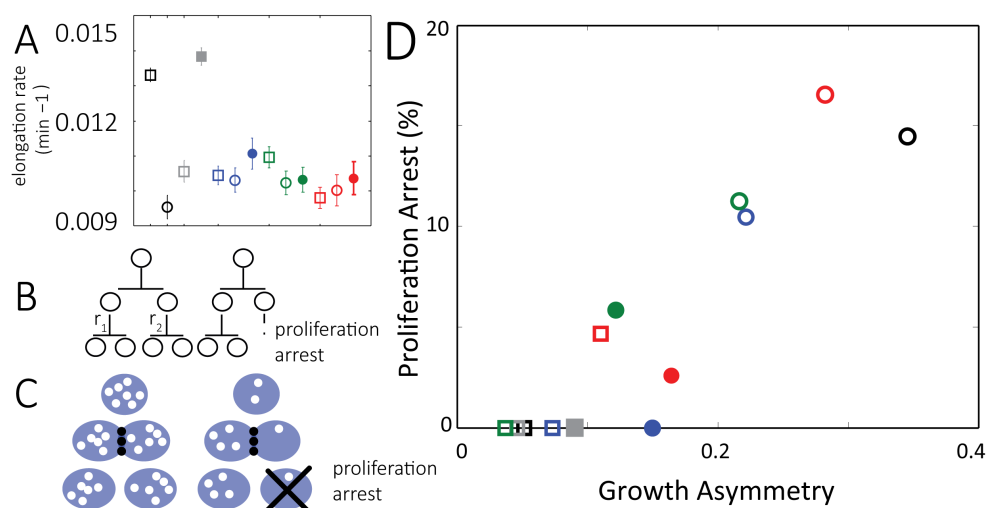 A
elongation rate
(min −1)
0.015
0.012
0.009
B
r1
r2
proliferation
arrest
C
proliferation
arrest
D
Proliferation Arrest (%)
20
10
0
0
0.2
0.4
Growth Asymmetry